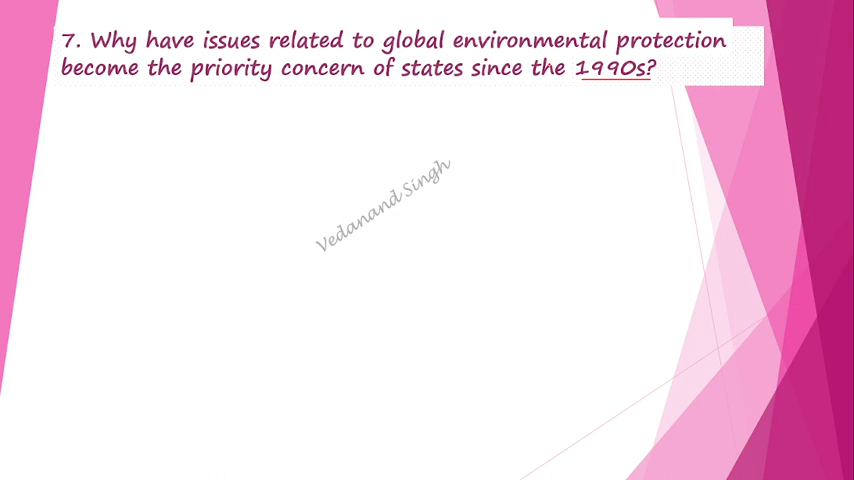 7. Why have issues related to global environmental protection
become the priority concern of states since the 1990s?
Vedanand Singh